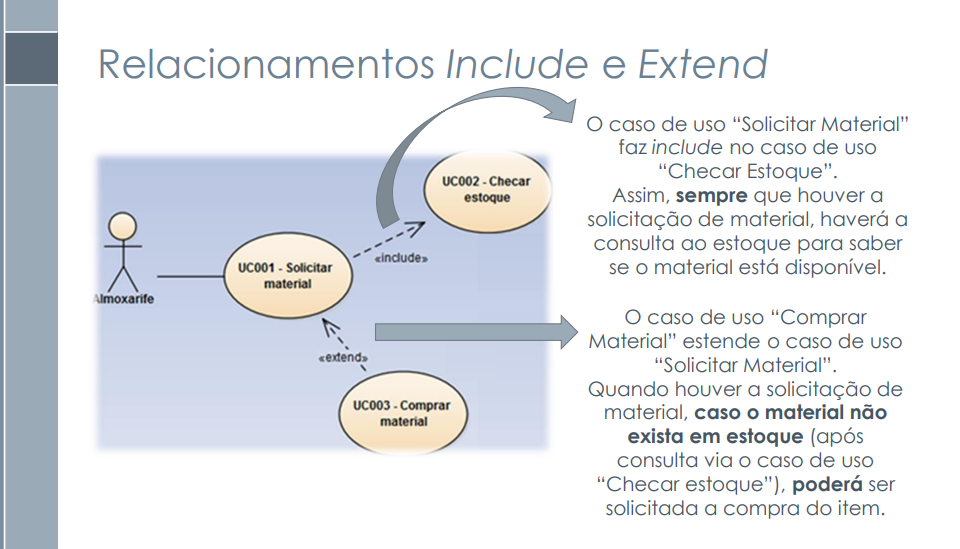 Relacionamentos Include e Extend
O caso de uso “Solicitar Material”
faz include no caso de uso
“Checar Estoque”.
Assim, sempre que houver a
solicitação de material, haverá a
consulta ao estoque para saber
se o material está disponível.
O caso de uso “Comprar
Material” estende o caso de uso
“Solicitar Material”.
Quando houver a solicitação de
material, caso o material não
exista em estoque (após
consulta via o caso de uso
“Checar estoque”), poderá ser
solicitada a compra do item.
UC002 - Checar
estoque
«include»
UC001 - Solicitar
material
Almoxarife
«extend»
UC003 - Comprar
material